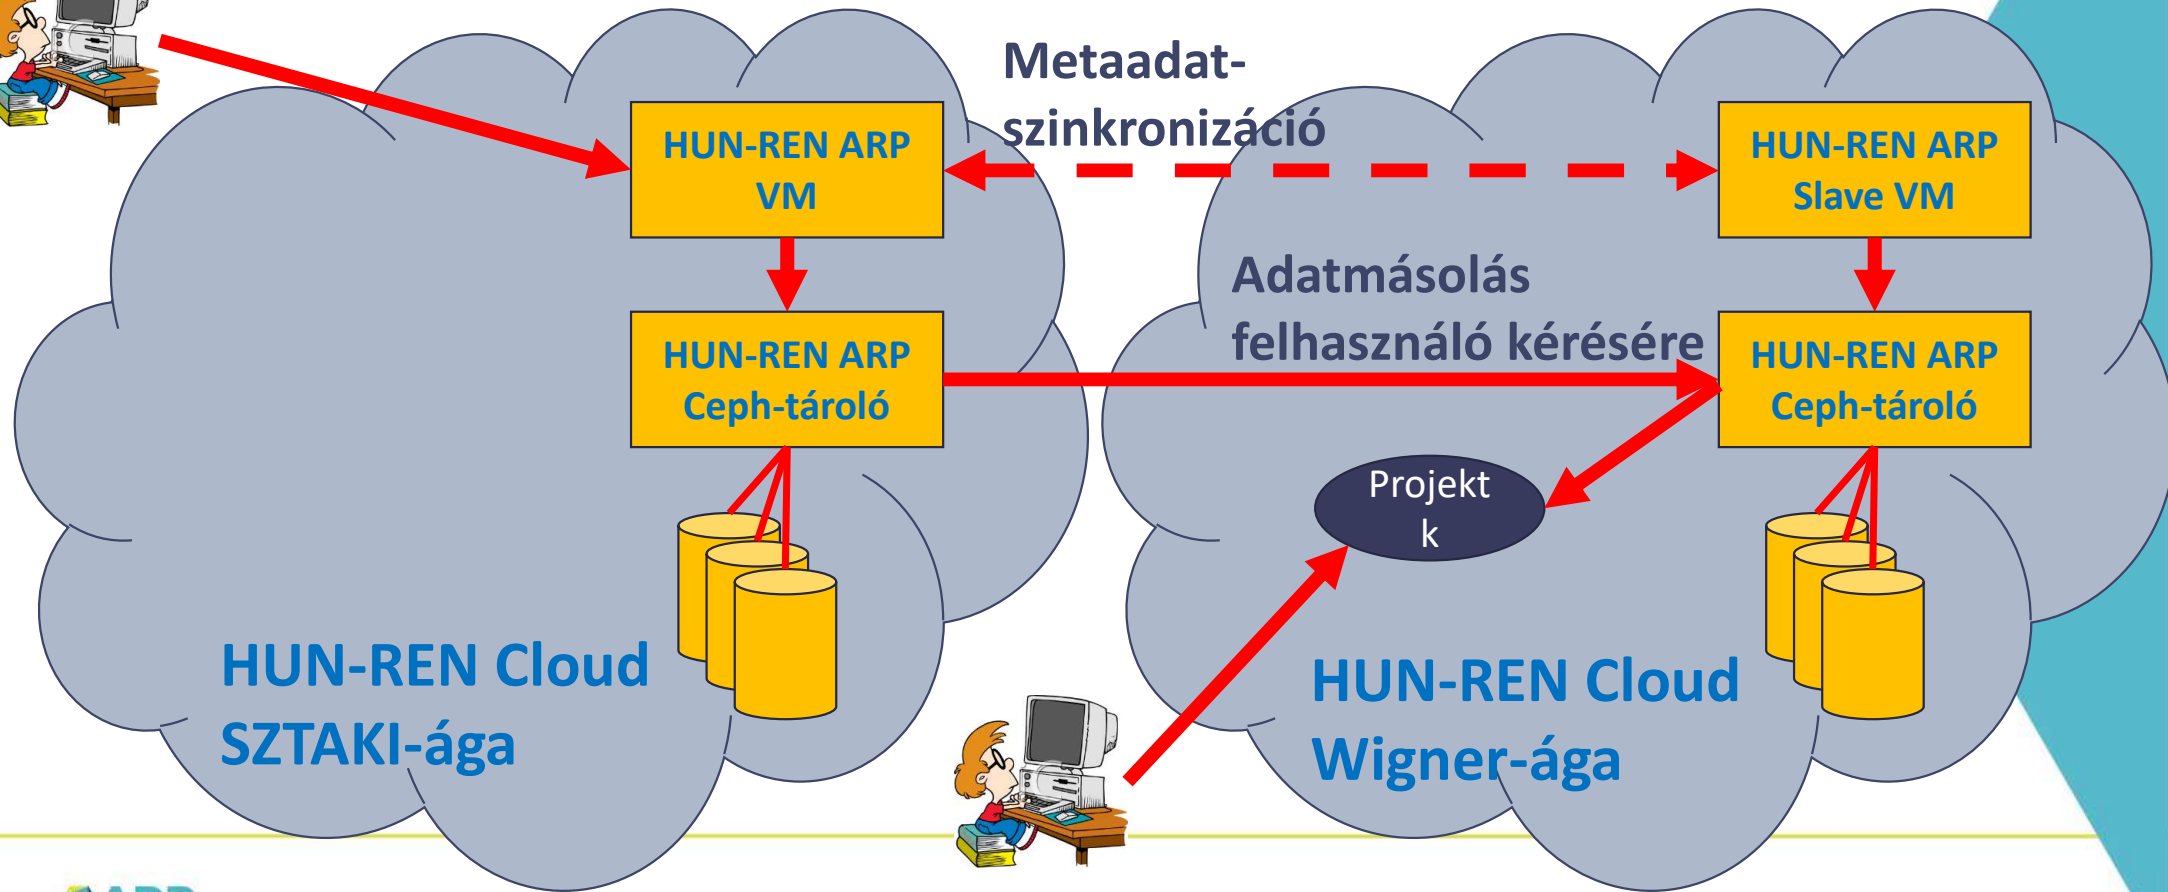 Metaadat-
szinkronizáció
HUN-REN ARP
VM
HUN-REN ARP
Slave VM
Adatmásolás
felhasználó kérésére
HUN-REN ARP
Ceph-tároló
HUN-REN ARP
Ceph-tároló
Projekt
k
HUN-REN Cloud
SZTAKI-ága
HUN-REN Cloud
Wigner-ága
ARP